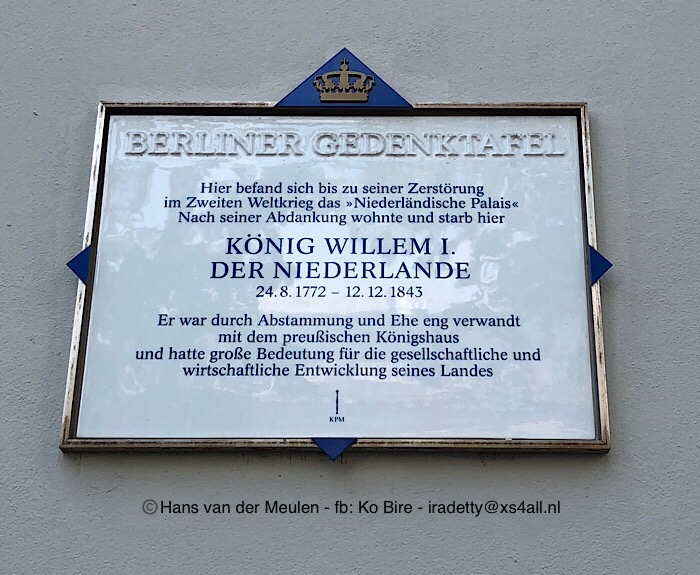 BERLINER GEDENKTAFEL
Hier befand sich bis zu seiner Zerstörung
im Zweiten Weltkrieg das »Niederländische Palais«
Nach seiner Abdankung wohnte und starb hier
KÖNIG WILLEM I.
DER NIEDERLANDE
24. 8. 1772 – 12. 12. 1843
Er war durch Abstammung und Ehe eng verwandt
mit dem preußischen Königshaus
und hatte große Bedeutung für die gesellschaftliche und
wirtschaftliche Entwicklung seines Landes
KPM
©Hans van der Meulen - fb: Ko Bire - iradetty@xs4all.nl